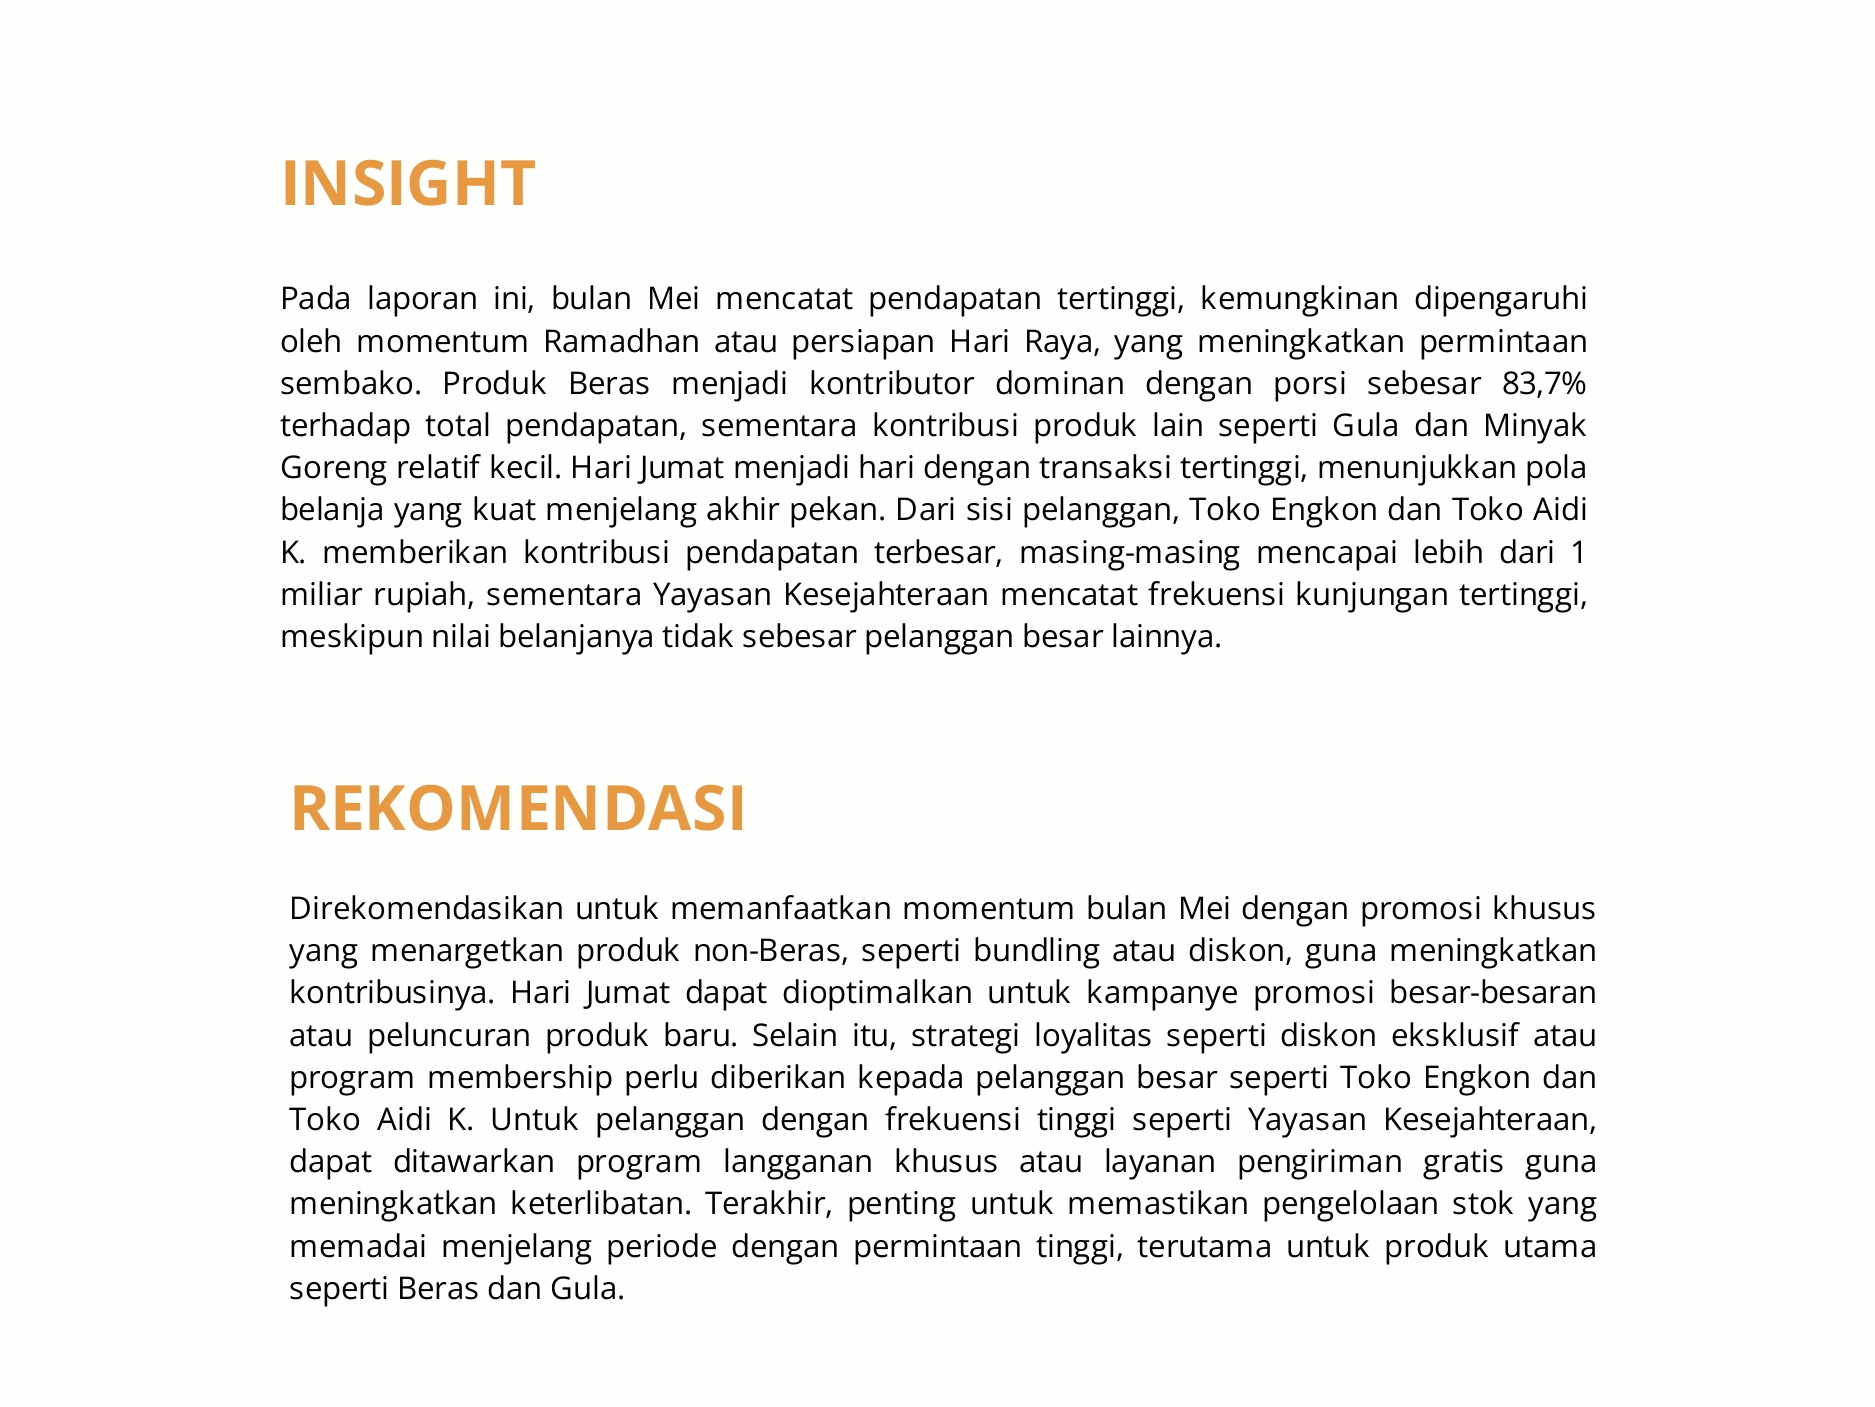 INSIGHT
Pada laporan ini, bulan Mei mencatat pendapatan tertinggi, kemungkinan dipengaruhi
oleh momentum Ramadhan atau persiapan Hari Raya, yang meningkatkan permintaan
sembako. Produk Beras menjadi kontributor dominan dengan porsi sebesar 83,7%
terhadap total pendapatan, sementara kontribusi produk lain seperti Gula dan Minyak
Goreng relatif kecil. Hari Jumat menjadi hari dengan transaksi tertinggi, menunjukkan pola
belanja yang kuat menjelang akhir pekan. Dari sisi pelanggan, Toko Engkon dan Toko Aidi
K. memberikan kontribusi pendapatan terbesar, masing-masing mencapai lebih dari 1
miliar rupiah, sementara Yayasan Kesejahteraan mencatat frekuensi kunjungan tertinggi,
meskipun nilai belanjanya tidak sebesar pelanggan besar lainnya.
REKOMENDASI
Direkomendasikan untuk memanfaatkan momentum bulan Mei dengan promosi khusus
yang menargetkan produk non-Beras, seperti bundling atau diskon, guna meningkatkan
kontribusinya. Hari Jumat dapat dioptimalkan untuk kampanye promosi besar-besaran
atau peluncuran produk baru. Selain itu, strategi loyalitas seperti diskon eksklusif atau
program membership perlu diberikan kepada pelanggan besar seperti Toko Engkon dan
Toko Aidi K. Untuk pelanggan dengan frekuensi tinggi seperti Yayasan Kesejahteraan,
dapat ditawarkan program langganan khusus atau layanan pengiriman gratis guna
meningkatkan keterlibatan. Terakhir, penting untuk memastikan pengelolaan stok yang
memadai menjelang periode dengan permintaan tinggi, terutama untuk produk utama
seperti Beras dan Gula.